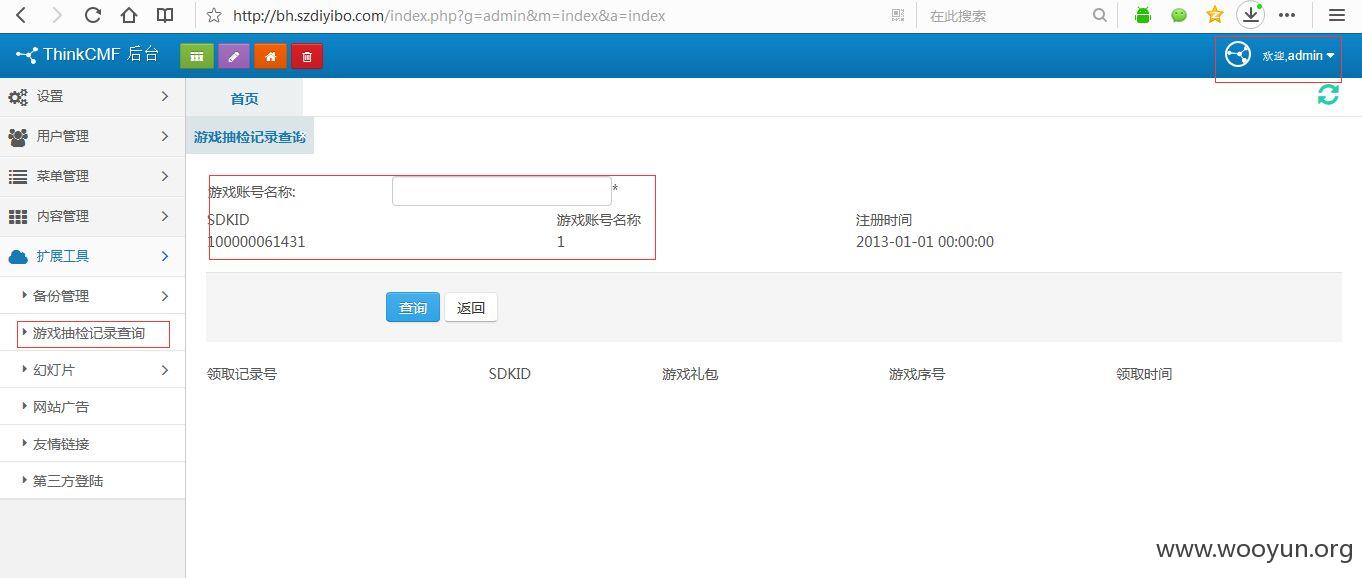 http://bh.szdiyibo.com/index.php?g=admin&m=index&a=index 在此搜索
ThinkCMF 后台 欢迎,admin
设置
用户管理
菜单管理
内容管理
扩展工具
备份管理
游戏抽检记录查询
幻灯片
网站广告
友情链接
第三方登陆
首页
游戏抽检记录查询
游戏账号名称: *
SDKID 游戏账号名称 注册时间
100000061431 1 2013-01-01 00:00:00
查询 返回
领取记录号 SDKID 游戏礼包 游戏序号 领取时间
www.wooyun.org